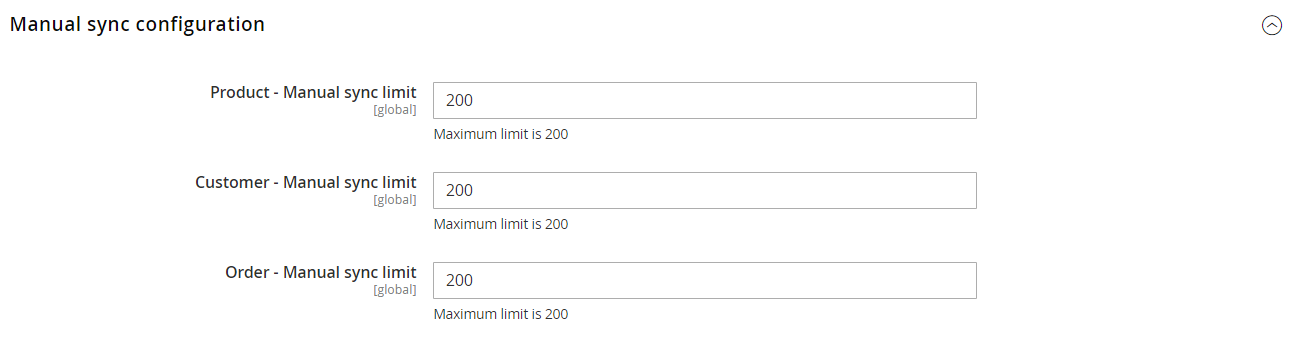 Manual sync configuration
Product - Manual sync limit
[global]
200
Maximum limit is 200
Customer - Manual sync limit
[global]
200
Maximum limit is 200
Order - Manual sync limit
[global]
200
Maximum limit is 200